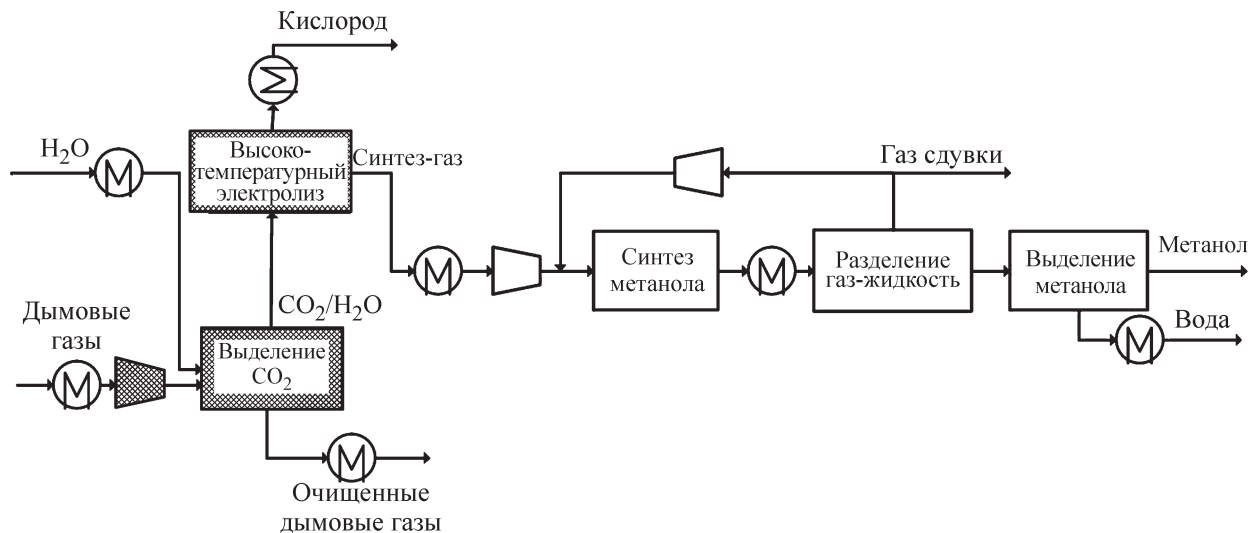 Кислород
H₂O
Высоко-
температурный
электролиз
Синтез-газ
Газ сдувки
Синтез
метанола
Разделение
газ-жидкость
Выделение
метанола
Метанол
Вода
CO₂/H₂O
Дымовые
газы
Выделение
CO₂
Очищенные
дымовые газы